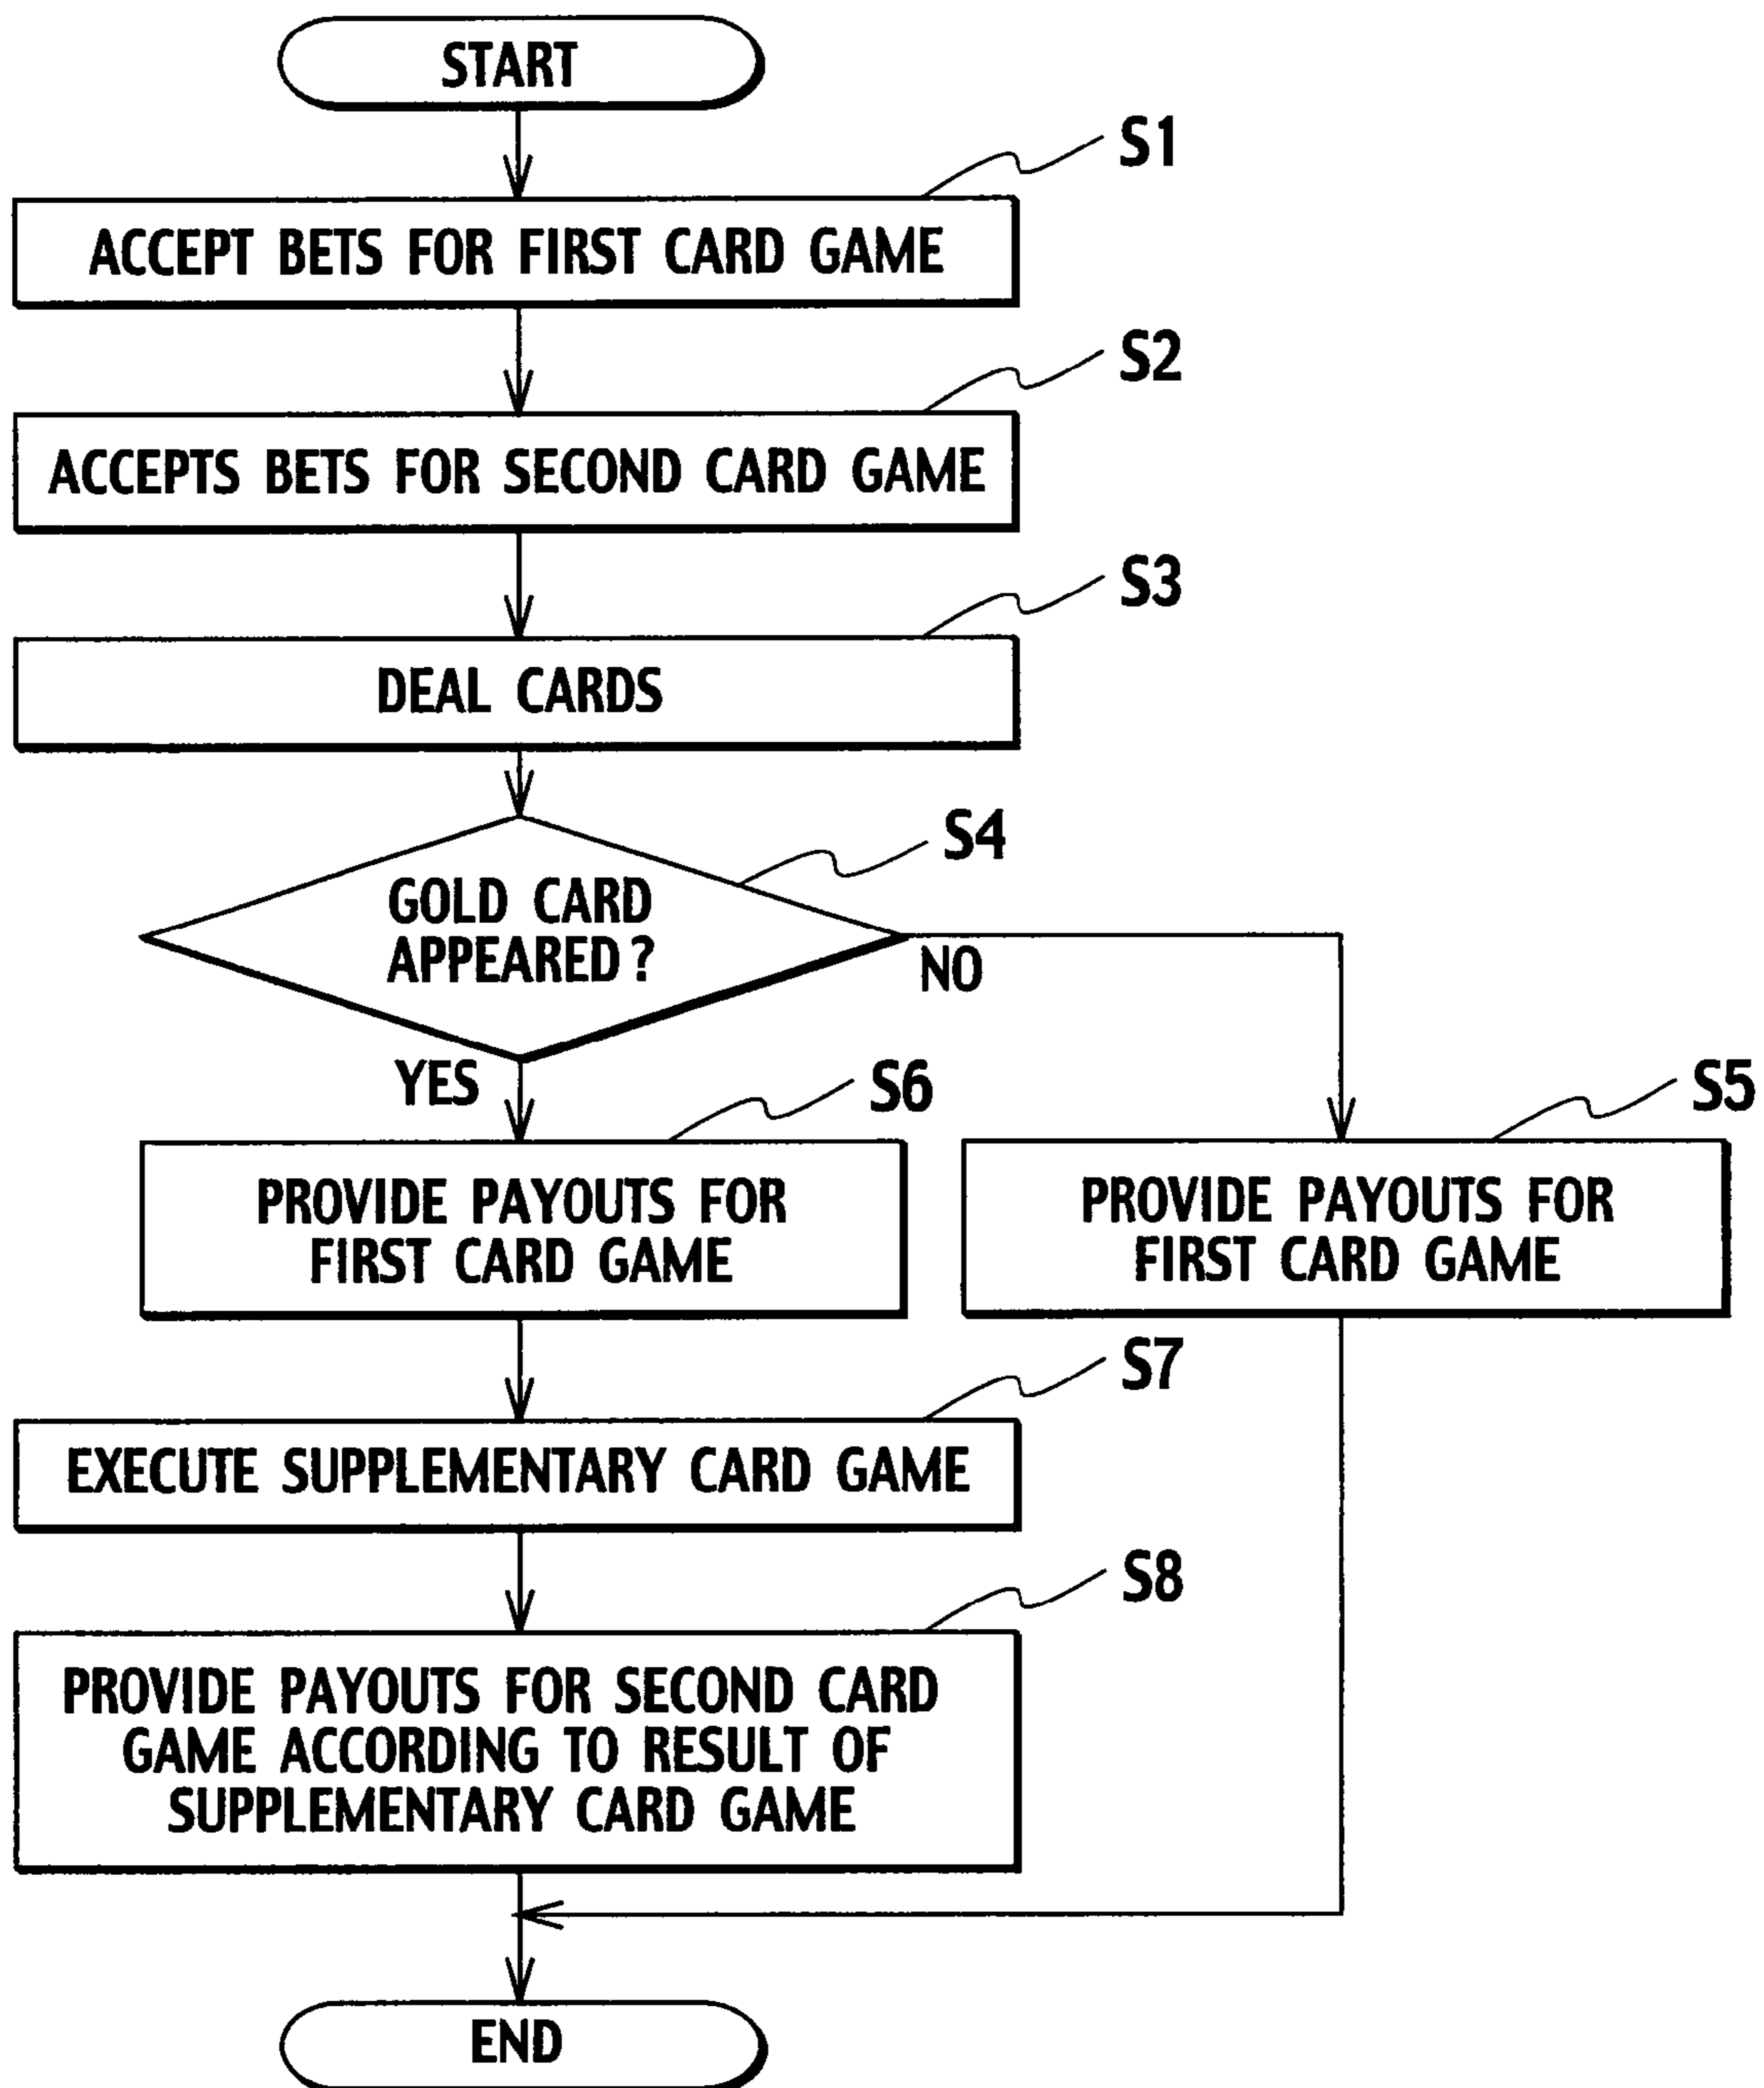 START
S1
ACCEPT BETS FOR FIRST CARD GAME
S2
ACCEPTS BETS FOR SECOND CARD GAME
S3
DEAL CARDS
S4
GOLD CARD
APPEARED?
NO
YES
S6
PROVIDE PAYOUTS FOR
FIRST CARD GAME
S5
PROVIDE PAYOUTS FOR
FIRST CARD GAME
S7
EXECUTE SUPPLEMENTARY CARD GAME
S8
PROVIDE PAYOUTS FOR SECOND CARD
GAME ACCORDING TO RESULT OF
SUPPLEMENTARY CARD GAME
END